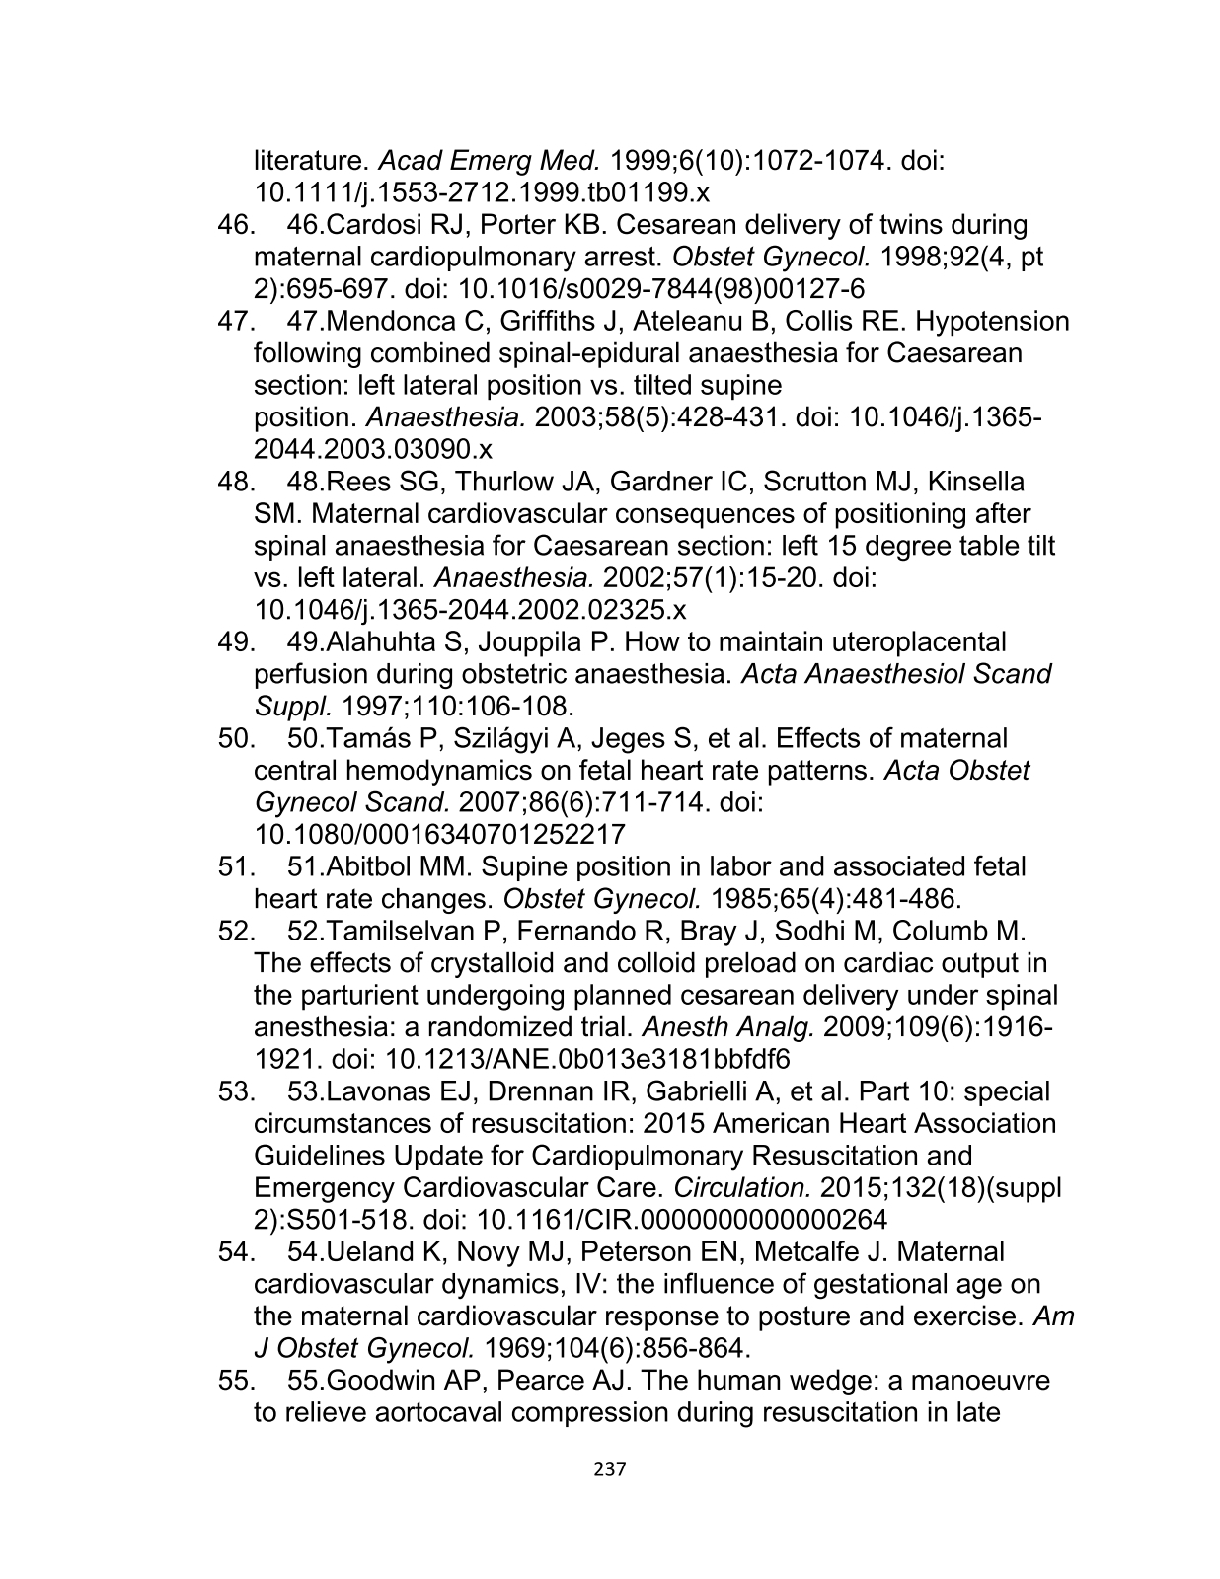 literature. Acad Emerg Med. 1999;6(10):1072-1074. doi:
10.1111/j.1553-2712.1999.tb01199.x
46. 46.Cardosi RJ, Porter KB. Cesarean delivery of twins during
maternal cardiopulmonary arrest. Obstet Gynecol. 1998;92(4, pt
2):695-697. doi: 10.1016/s0029-7844(98)00127-6
47. 47.Mendonca C, Griffiths J, Ateleanu B, Collis RE. Hypotension
following combined spinal-epidural anaesthesia for Caesarean
section: left lateral position vs. tilted supine
position. Anaesthesia. 2003;58(5):428-431. doi: 10.1046/j.1365-
2044.2003.03090.x
48. 48.Rees SG, Thurlow JA, Gardner IC, Scrutton MJ, Kinsella
SM. Maternal cardiovascular consequences of positioning after
spinal anaesthesia for Caesarean section: left 15 degree table tilt
vs. left lateral. Anaesthesia. 2002;57(1):15-20. doi:
10.1046/j.1365-2044.2002.02325.x
49. 49.Alahuhta S, Jouppila P. How to maintain uteroplacental
perfusion during obstetric anaesthesia. Acta Anaesthesiol Scand
Suppl. 1997;110:106-108.
50. 50.Tamás P, Szilágyi A, Jeges S, et al. Effects of maternal
central hemodynamics on fetal heart rate patterns. Acta Obstet
Gynecol Scand. 2007;86(6):711-714. doi:
10.1080/00016340701252217
51. 51.Abitbol MM. Supine position in labor and associated fetal
heart rate changes. Obstet Gynecol. 1985;65(4):481-486.
52. 52.Tamilselvan P, Fernando R, Bray J, Sodhi M, Columb M.
The effects of crystalloid and colloid preload on cardiac output in
the parturient undergoing planned cesarean delivery under spinal
anesthesia: a randomized trial. Anesth Analg. 2009;109(6):1916-
1921. doi: 10.1213/ANE.0b013e3181bbfdf6
53. 53.Lavonas EJ, Drennan IR, Gabrielli A, et al. Part 10: special
circumstances of resuscitation: 2015 American Heart Association
Guidelines Update for Cardiopulmonary Resuscitation and
Emergency Cardiovascular Care. Circulation. 2015;132(18)(suppl
2):S501-518. doi: 10.1161/CIR.0000000000000264
54. 54.Ueland K, Novy MJ, Peterson EN, Metcalfe J. Maternal
cardiovascular dynamics, IV: the influence of gestational age on
the maternal cardiovascular response to posture and exercise. Am
J Obstet Gynecol. 1969;104(6):856-864.
55. 55.Goodwin AP, Pearce AJ. The human wedge: a manoeuvre
to relieve aortocaval compression during resuscitation in late
237